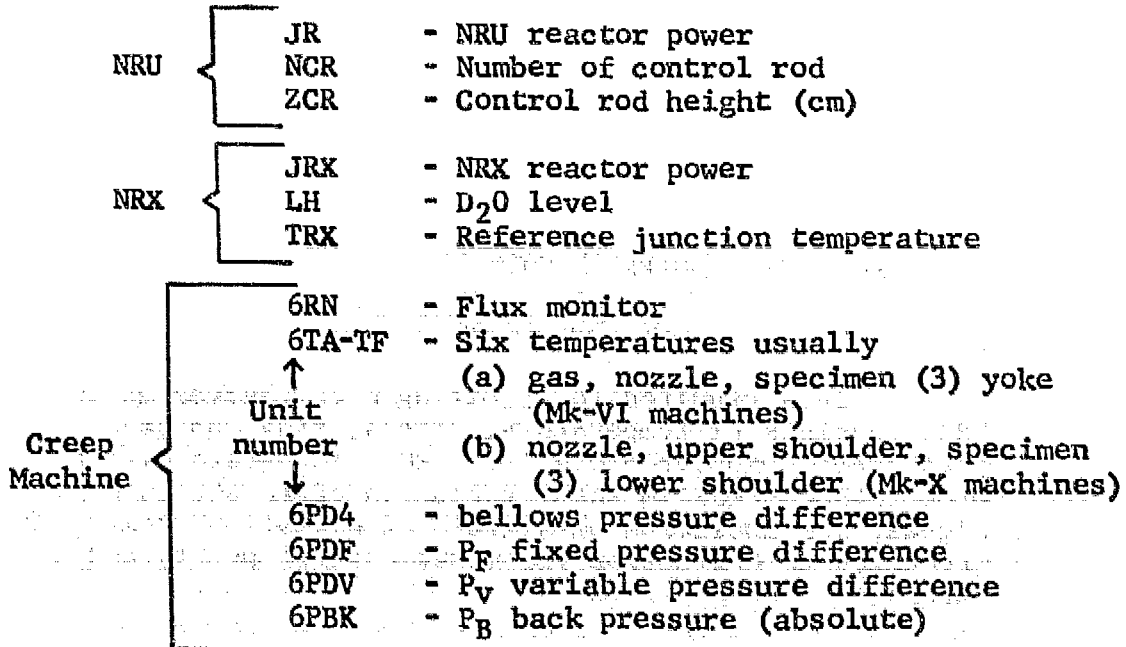 JR - NRU reactor power
NRU NCR - Number of control rod
ZCR - Control rod height (cm)
JRX - NRX reactor power
NRX LH - D₂O level
TRX - Reference junction temperature
6RN - Flux monitor
6TA-TF - Six temperatures usually
↑ (a) gas, nozzle, specimen (3) yoke
Unit (Mk-VI machines)
Creep number (b) nozzle, upper shoulder, specimen
Machine ↓ (3) lower shoulder (Mk-X machines)
6PD4 - bellows pressure difference
6PDF - P_F fixed pressure difference
6PDV - P_V variable pressure difference
6PBK - P_B back pressure (absolute)